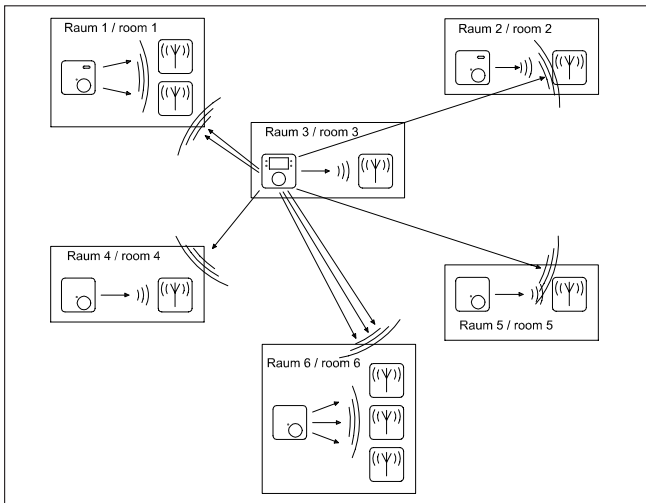 Raum 1 / room 1
Raum 2 / room 2
Raum 3 / room 3
Raum 4 / room 4
Raum 5 / room 5
Raum 6 / room 6